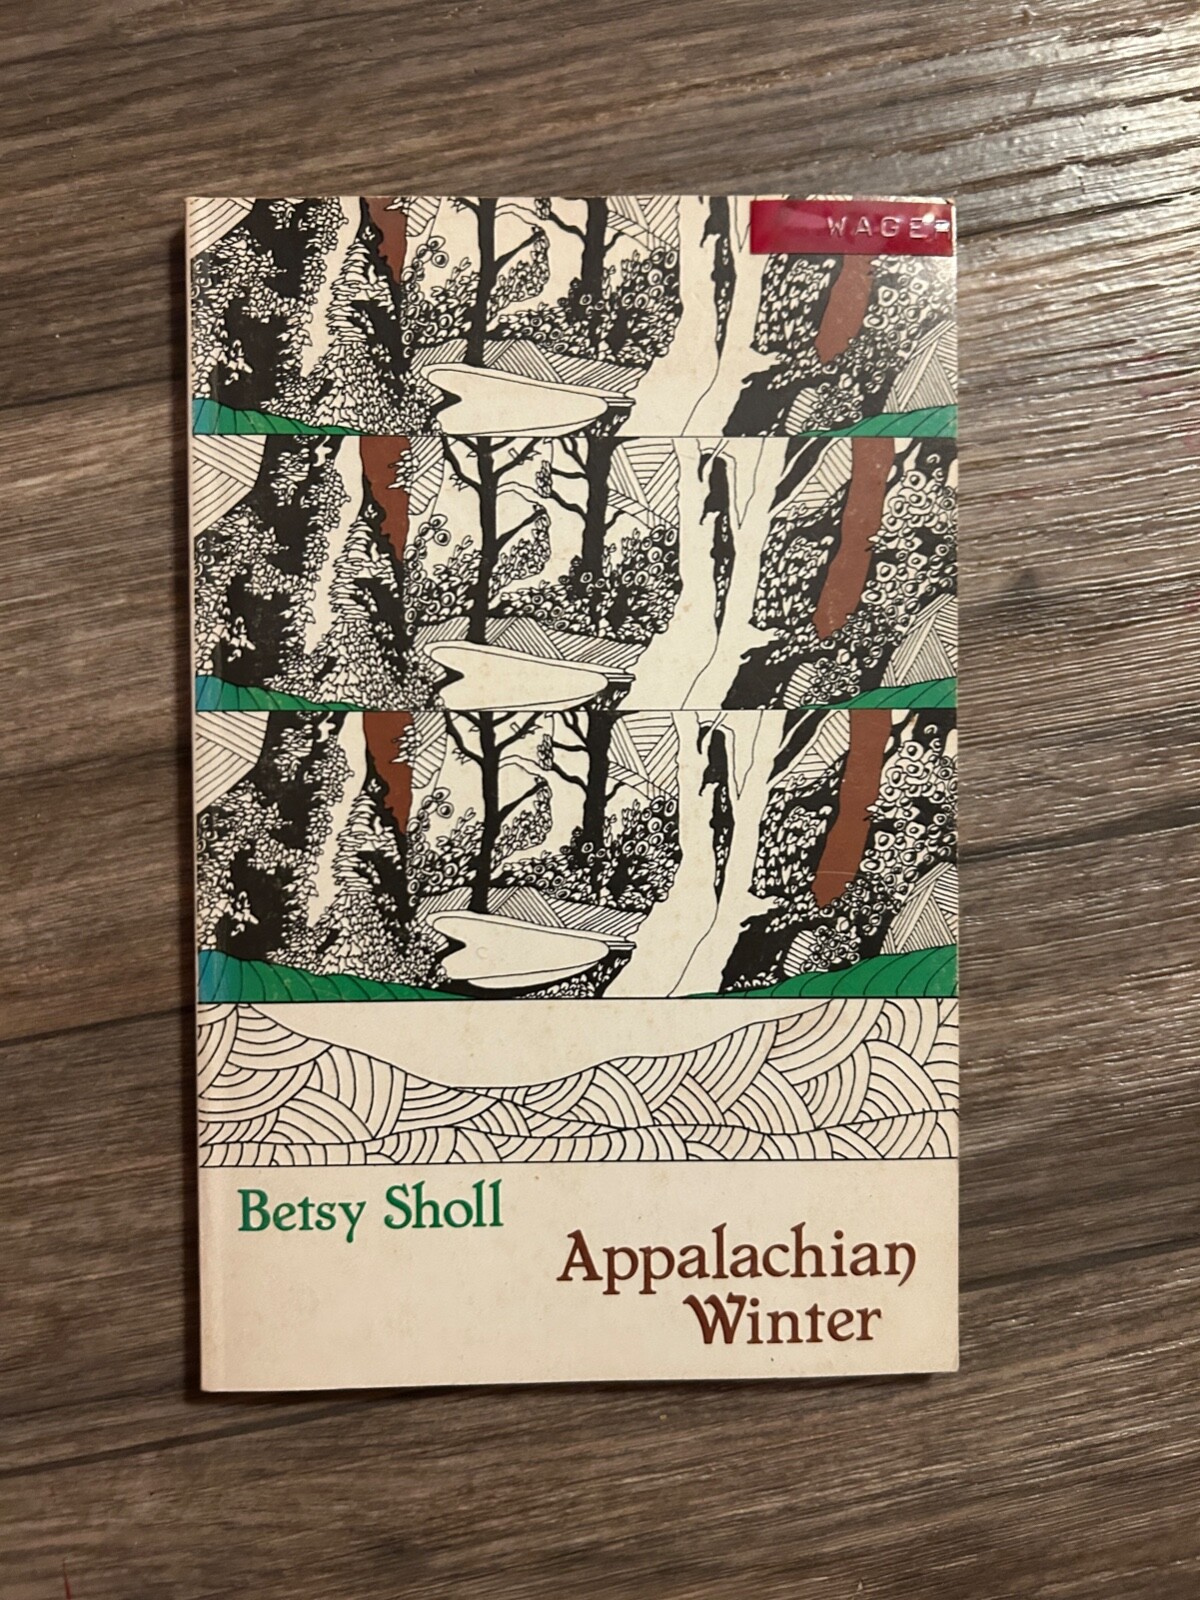 WAGER
Betsy Sholl
Appalachian
Winter